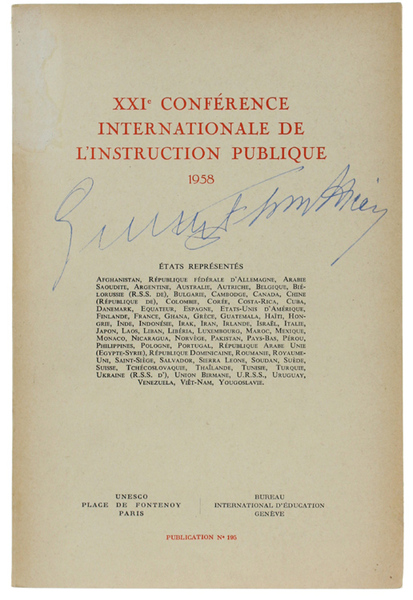 XXIe CONFÉRENCE
INTERNATIONALE DE
L'INSTRUCTION PUBLIQUE
1958
ÉTATS REPRÉSENTÉS
Afghanistan, République fédérale d'Allemagne, Arabie
Saoudite, Argentine, Australie, Autriche, Belgique, Bié-
lorussie (R.S.S. de), Bulgarie, Cambodge, Canada, Chine
(République de), Colombie, Corée, Costa-Rica, Cuba,
Danemark, Equateur, Espagne, Etats-Unis d'Amérique,
Finlande, France, Ghana, Grèce, Guatemala, Haïti, Hon-
grie, Inde, Indonésie, Irak, Iran, Irlande, Israël, Italie,
Japon, Laos, Liban, Libéria, Luxembourg, Maroc, Mexique,
Monaco, Nicaragua, Norvège, Pakistan, Pays-Bas, Pérou,
Philippines, Pologne, Portugal, République Arabe Unie
(Egypte-Syrie), République Dominicaine, Roumanie, Royaume-
Uni, Saint-Siège, Salvador, Sierra Leone, Soudan, Suède,
Suisse, Tchécoslovaquie, Thaïlande, Tunisie, Turquie,
Ukraine (R.S.S. d'), Union Birmane, U.R.S.S., Uruguay,
Venezuela, Viêt-Nam, Yougoslavie.
UNESCO
PLACE DE FONTENOY
PARIS
BUREAU
INTERNATIONAL D'ÉDUCATION
GENÈVE
PUBLICATION No 195